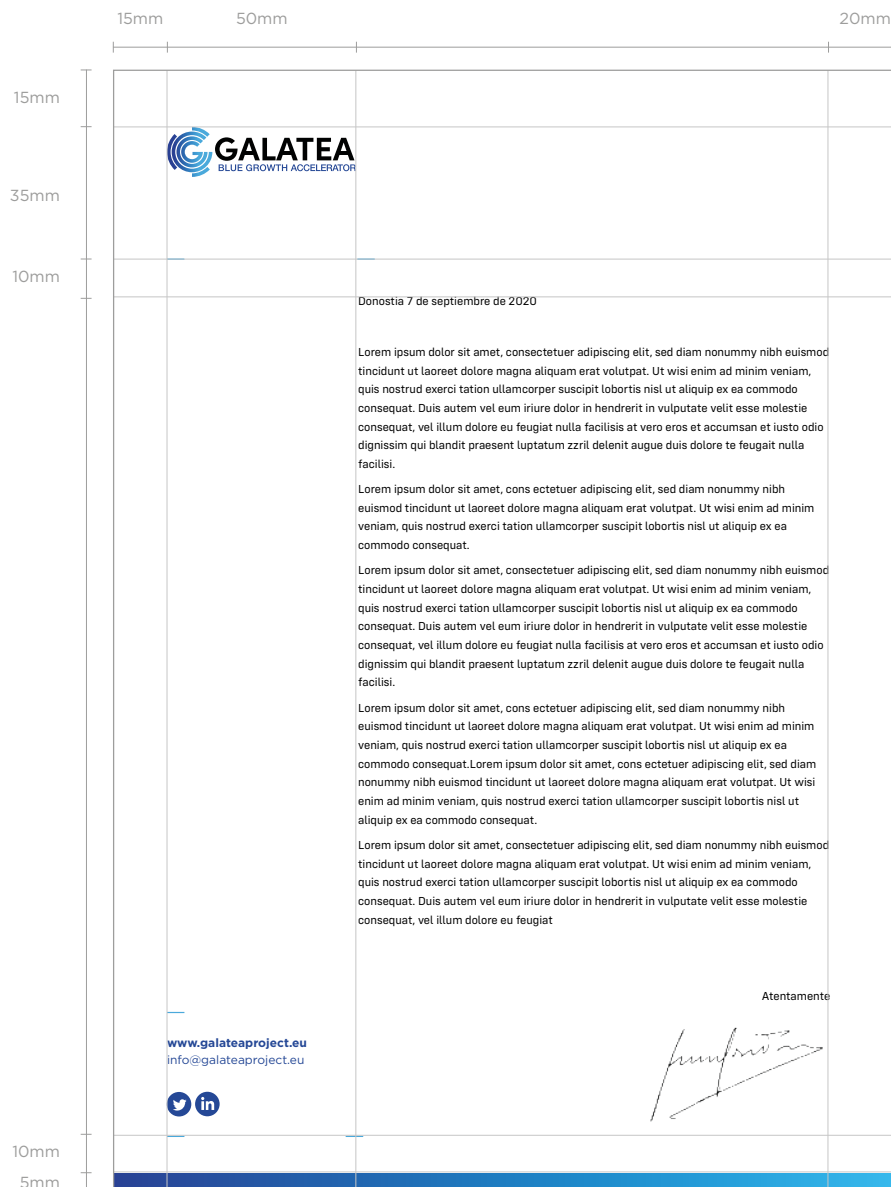 15mm 50mm 20mm
15mm
GALATEA
BLUE GROWTH ACCELERATOR
35mm
10mm
Donostia 7 de septiembre de 2020
Lorem ipsum dolor sit amet, consectetuer adipiscing elit, sed diam nonummy nibh euismod
tincidunt ut laoreet dolore magna aliquam erat volutpat. Ut wisi enim ad minim veniam,
quis nostrud exerci tation ullamcorper suscipit lobortis nisl ut aliquip ex ea commodo
consequat. Duis autem vel eum iriure dolor in hendrerit in vulputate velit esse molestie
consequat, vel illum dolore eu feugiat nulla facilisis at vero eros et accumsan et iusto odio
dignissim qui blandit praesent luptatum zzril delenit augue duis dolore te feugait nulla
facilisi.
Lorem ipsum dolor sit amet, cons ectetuer adipiscing elit, sed diam nonummy nibh
euismod tincidunt ut laoreet dolore magna aliquam erat volutpat. Ut wisi enim ad minim
veniam, quis nostrud exerci tation ullamcorper suscipit lobortis nisl ut aliquip ex ea
commodo consequat.
Lorem ipsum dolor sit amet, consectetuer adipiscing elit, sed diam nonummy nibh euismod
tincidunt ut laoreet dolore magna aliquam erat volutpat. Ut wisi enim ad minim veniam,
quis nostrud exerci tation ullamcorper suscipit lobortis nisl ut aliquip ex ea commodo
consequat. Duis autem vel eum iriure dolor in hendrerit in vulputate velit esse molestie
consequat, vel illum dolore eu feugiat nulla facilisis at vero eros et accumsan et iusto odio
dignissim qui blandit praesent luptatum zzril delenit augue duis dolore te feugait nulla
facilisi.
Lorem ipsum dolor sit amet, cons ectetuer adipiscing elit, sed diam nonummy nibh
euismod tincidunt ut laoreet dolore magna aliquam erat volutpat. Ut wisi enim ad minim
veniam, quis nostrud exerci tation ullamcorper suscipit lobortis nisl ut aliquip ex ea
commodo consequat.Lorem ipsum dolor sit amet, cons ectetuer adipiscing elit, sed diam
nonummy nibh euismod tincidunt ut laoreet dolore magna aliquam erat volutpat. Ut wisi
enim ad minim veniam, quis nostrud exerci tation ullamcorper suscipit lobortis nisl ut
aliquip ex ea commodo consequat.
Lorem ipsum dolor sit amet, consectetuer adipiscing elit, sed diam nonummy nibh euismod
tincidunt ut laoreet dolore magna aliquam erat volutpat. Ut wisi enim ad minim veniam,
quis nostrud exerci tation ullamcorper suscipit lobortis nisl ut aliquip ex ea commodo
consequat. Duis autem vel eum iriure dolor in hendrerit in vulputate velit esse molestie
consequat, vel illum dolore eu feugiat
Atentamente
www.galateaproject.eu
info@galateaproject.eu
in
10mm
5mm